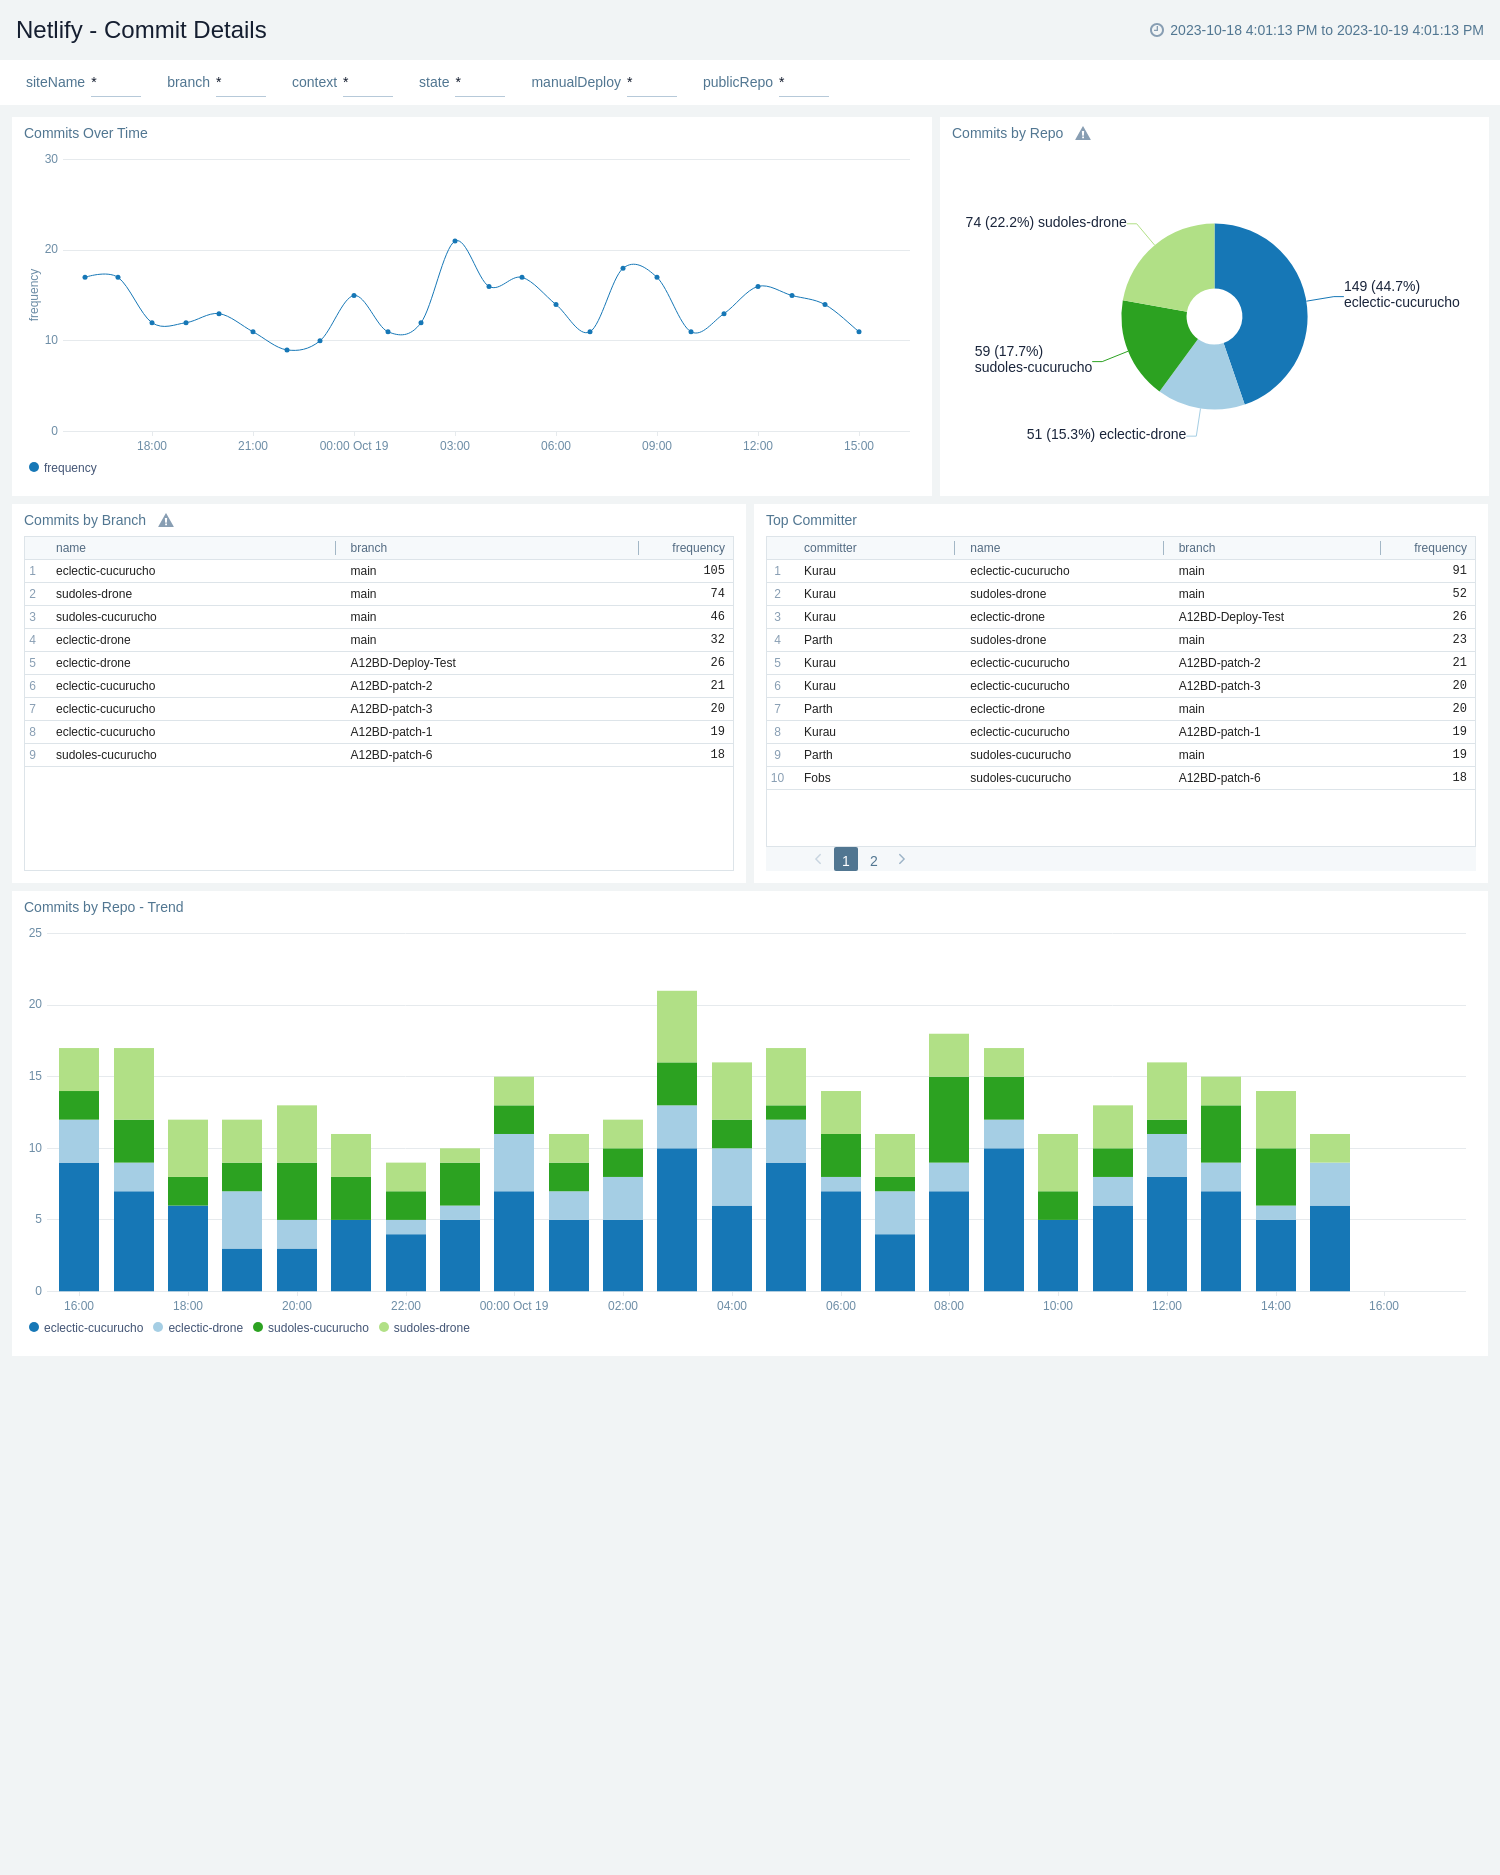 Netlify - Commit Details
2023-10-18 4:01:13 PM to 2023-10-19 4:01:13 PM
siteName * branch * context * state * manualDeploy * publicRepo *
Commits Over Time
30
20
10
0
frequency
18:00 21:00 00:00 Oct 19 03:00 06:00 09:00 12:00 15:00
frequency
Commits by Repo
74 (22.2%) sudoles-drone
149 (44.7%)
eclectic-cucurucho
59 (17.7%)
sudoles-cucurucho
51 (15.3%) eclectic-drone
Commits by Branch
name branch frequency
1 eclectic-cucurucho main 105
2 sudoles-drone main 74
3 sudoles-cucurucho main 46
4 eclectic-drone main 32
5 eclectic-drone A12BD-Deploy-Test 26
6 eclectic-cucurucho A12BD-patch-2 21
7 eclectic-cucurucho A12BD-patch-3 20
8 eclectic-cucurucho A12BD-patch-1 19
9 sudoles-cucurucho A12BD-patch-6 18
Top Committer
committer name branch frequency
1 Kurau eclectic-cucurucho main 91
2 Kurau sudoles-drone main 52
3 Kurau eclectic-drone A12BD-Deploy-Test 26
4 Parth sudoles-drone main 23
5 Kurau eclectic-cucurucho A12BD-patch-2 21
6 Kurau eclectic-cucurucho A12BD-patch-3 20
7 Parth eclectic-drone main 20
8 Kurau eclectic-cucurucho A12BD-patch-1 19
9 Parth sudoles-cucurucho main 19
10 Fobs sudoles-cucurucho A12BD-patch-6 18
1 2
Commits by Repo - Trend
25
20
15
10
5
0
16:00 18:00 20:00 22:00 00:00 Oct 19 02:00 04:00 06:00 08:00 10:00 12:00 14:00 16:00
eclectic-cucurucho eclectic-drone sudoles-cucurucho sudoles-drone